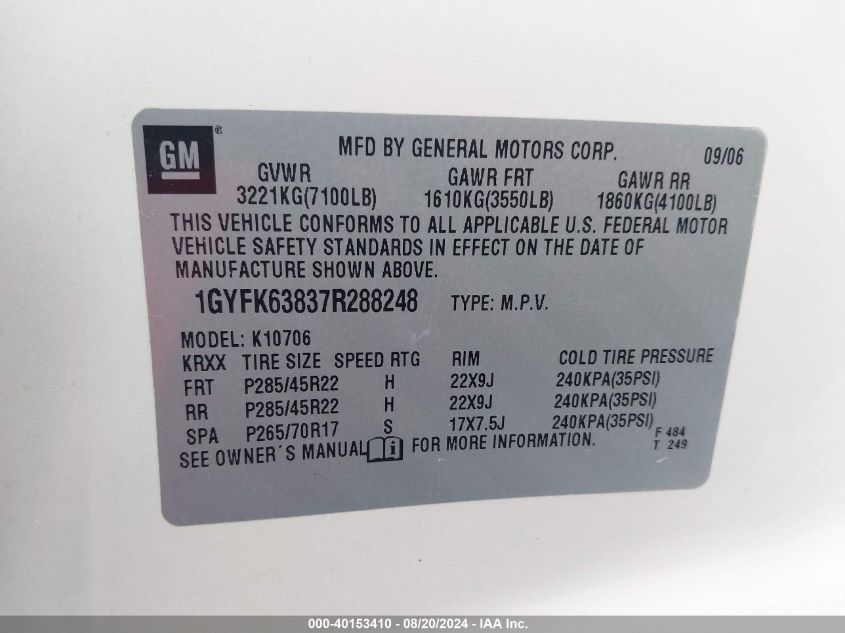 GM ®
MFD BY GENERAL MOTORS CORP. 09/06
GVWR GAWR FRT GAWR RR
3221KG(7100LB) 1610KG(3550LB) 1860KG(4100LB)
THIS VEHICLE CONFORMS TO ALL APPLICABLE U.S. FEDERAL MOTOR
VEHICLE SAFETY STANDARDS IN EFFECT ON THE DATE OF
MANUFACTURE SHOWN ABOVE.
1GYFK63837R288248 TYPE: M.P.V.
MODEL: K10706
KRXX TIRE SIZE SPEED RTG RIM COLD TIRE PRESSURE
FRT P285/45R22 H 22X9J 240KPA(35PSI)
RR P285/45R22 H 22X9J 240KPA(35PSI)
SPA P265/70R17 S 17X7.5J 240KPA(35PSI)
SEE OWNER´S MANUAL i FOR MORE INFORMATION.
F 484
T 249
000-40153410 - 08/20/2024 - IAA Inc.